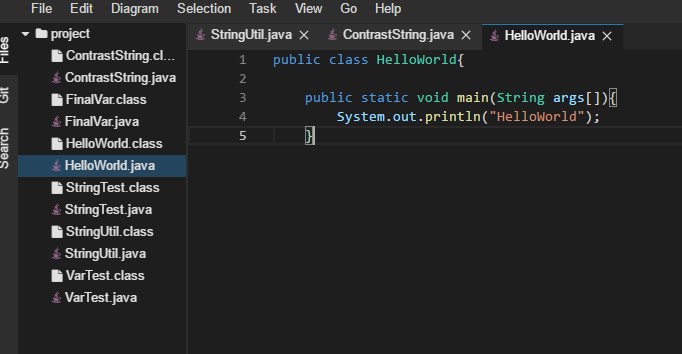 File Edit Diagram Selection Task View Go Help
Files
Git
Search
project
ContrastString.cl...
ContrastString.java
FinalVar.class
FinalVar.java
HelloWorld.class
HelloWorld.java
StringTest.class
StringTest.java
StringUtil.class
StringUtil.java
VarTest.class
VarTest.java
StringUtil.java ContrastString.java HelloWorld.java
1 public class HelloWorld{
2
3 public static void main(String args[]){
4 System.out.println("HelloWorld");
5 }